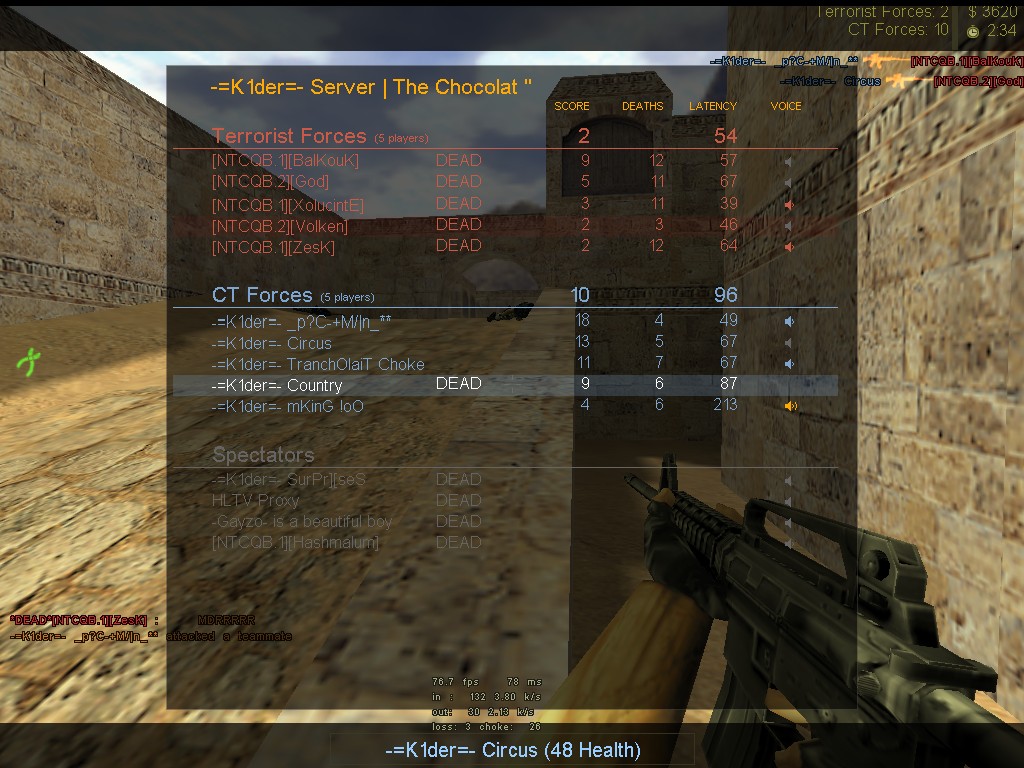 Terrorist Forces: 2 $ 3620
CT Forces: 10 2:34
-=K1der=- _p?C-+M/|n_** [NTCQB.1][BalKouK]
-=K1der=- Circus [NTCQB.2][God]
-=K1der=- Server | The Chocolat "
SCORE DEATHS LATENCY VOICE
Terrorist Forces (5 players) 2 54
[NTCQB.1][BalKouK] DEAD 9 12 57
[NTCQB.2][God] DEAD 5 11 67
[NTCQB.1][XolucintE] DEAD 3 11 39
[NTCQB.2][Volken] DEAD 2 3 46
[NTCQB.1][ZesK] DEAD 2 12 64
CT Forces (5 players) 10 96
-=K1der=- _p?C-+M/|n_** 18 4 49
-=K1der=- Circus 13 5 67
-=K1der=- TranchOlaiT Choke 11 7 67
-=K1der=- Country DEAD 9 6 87
-=K1der=- mKinG !oO 4 6 213
Spectators
-=K1der=- SurPr][seS DEAD
HLTV Proxy DEAD
-Gayzo- is a beautiful boy DEAD
[NTCQB.1][Hashmalum] DEAD
*DEAD*[NTCQB.1][ZesK] : MDRRRRR
-=K1der=- _p?C-+M/|n_** attacked a teammate
76.7 fps 78 ms
in : 132 3.80 k/s
out: 30 2.13 k/s
loss: 3 choke: 26
-=K1der=- Circus (48 Health)